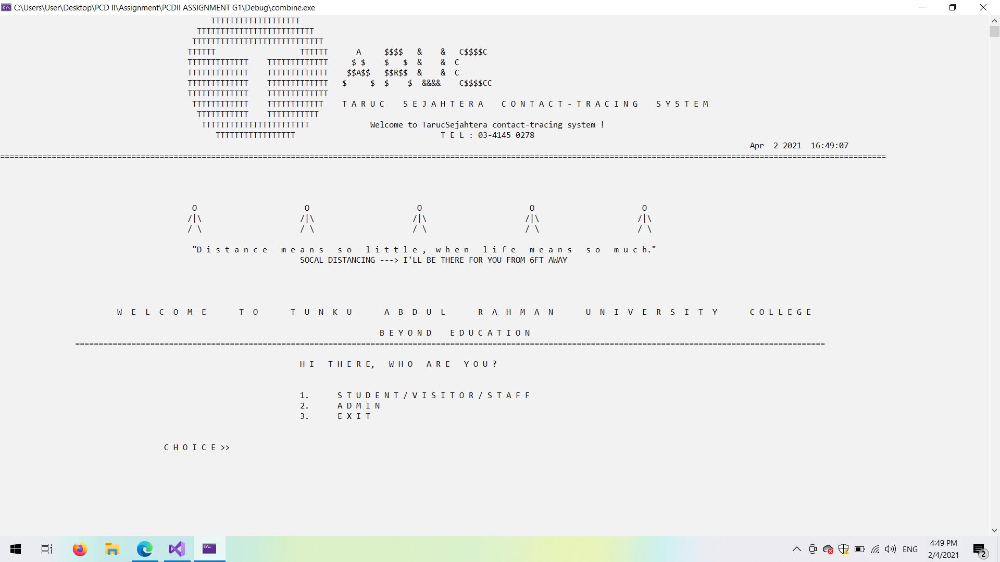 C:\Users\User\Desktop\PCD II\Assignment\PCDII ASSIGNMENT G1\Debug\combine.exe
TTTTTTTTTTTTTTTTTTT
TTTTTTTTTTTTTTTTTTTTTTTTT
TTTTTTTTTTTTTTTTTTTTTTTTTTTT
TTTTTT                  TTTTTT      A     $$$$   &    &   C$$$$C
TTTTTTTTTTTTT    TTTTTTTTTTTTT     $ $    $   $  &    &  C
TTTTTTTTTTTTT    TTTTTTTTTTTTT    $$A$$   $$R$$  &    &  C
TTTTTTTTTTTTT    TTTTTTTTTTTTT   $     $  $    $  &&&&    C$$$$CC
TTTTTTTTTTTTT    TTTTTTTTTTTTT
TTTTTTTTTTTT    TTTTTTTTTTTT    T A R U C    S E J A H T E R A    C O N T A C T - T R A C I N G    S Y S T E M
TTTTTTTTTTT    TTTTTTTTTTT
TTTTTTTTTTTTTTTTTTTTTTT             Welcome to TarucSejahtera contact-tracing system !
TTTTTTTTTTTTTTTTT                               T E L : 03-4145 0278
Apr  2 2021  16:49:07
=============================================================================================================================================================================================
O                       O                       O                       O                       O
/|\                     /|\                     /|\                     /|\                     /|\
/ \                     / \                     / \                     / \                     / \
"D i s t a n c e   m e a n s   s o   l i t t l e , w h e n   l i f e   m e a n s   s o   m u c h."
SOCAL DISTANCING ---> I'LL BE THERE FOR YOU FROM 6FT AWAY
W  E  L  C  O  M  E       T  O       T  U  N  K  U       A  B  D  U  L       R  A  H  M  A  N       U  N  I  V  E  R  S  I  T  Y       C O L L E G E
B E Y O N D    E D U C A T I O N
================================================================================================================================================================
H I   T H E R E,   W H O   A R E   Y O U ?
1.      S T U D E N T / V I S I T O R / S T A F F
2.      A D M I N
3.      E X I T
C H O I C E >>
ENG
4:49 PM
2/4/2021
2